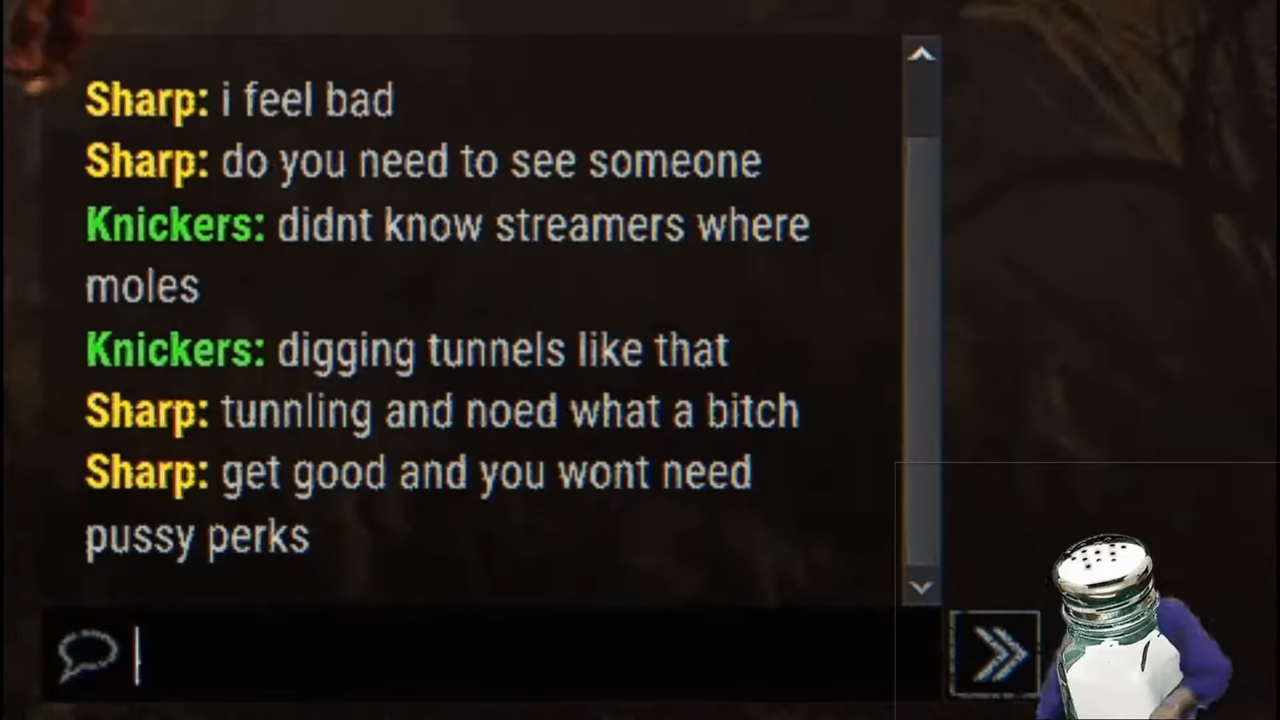 Sharp: i feel bad
Sharp: do you need to see someone
Knickers: didnt know streamers where
moles
Knickers: digging tunnels like that
Sharp: tunnling and noed what a bitch
Sharp: get good and you wont need
pussy perks